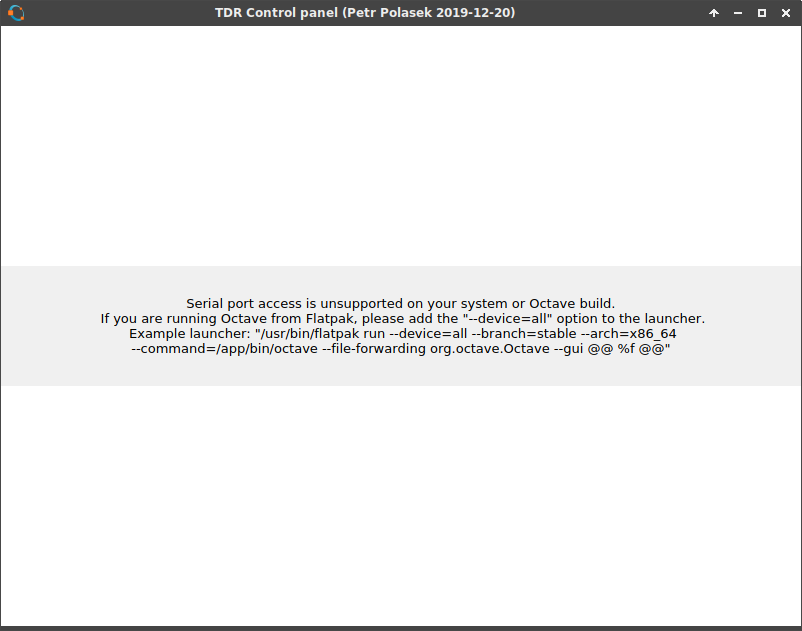 TDR Control panel (Petr Polasek 2019-12-20)
Serial port access is unsupported on your system or Octave build.
If you are running Octave from Flatpak, please add the "--device=all" option to the launcher.
Example launcher: "/usr/bin/flatpak run --device=all --branch=stable --arch=x86_64
--command=/app/bin/octave --file-forwarding org.octave.Octave --gui @@ %f @@"